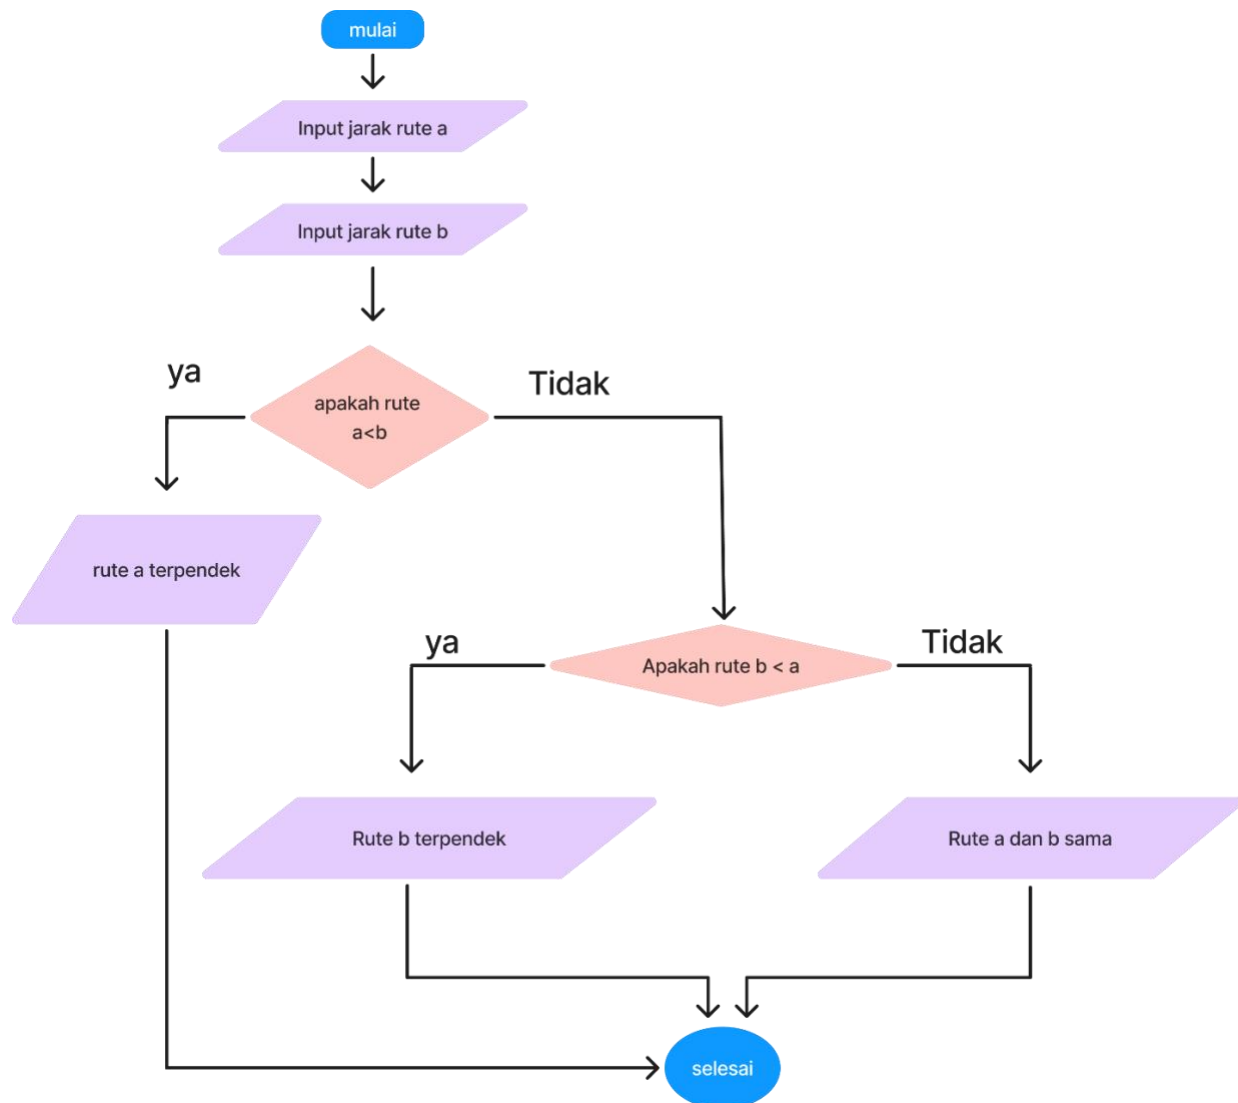 mulai
Input jarak rute a
Input jarak rute b
ya
Tidak
apakah rute
a<b
rute a terpendek
ya
Tidak
Apakah rute b < a
Rute b terpendek
Rute a dan b sama
selesai